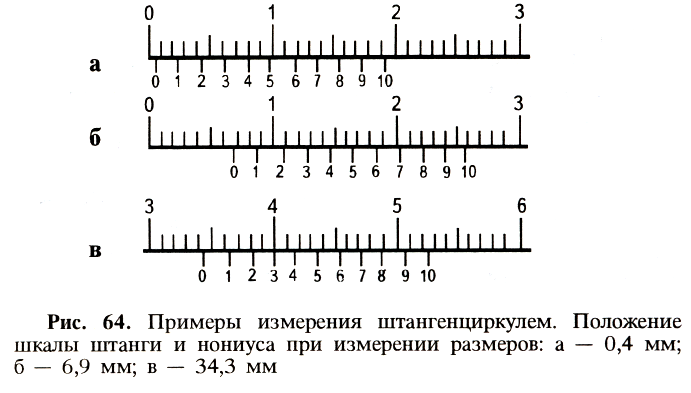 0 1 2 3
а
0 1 2 3 4 5 6 7 8 9 10
0 1 2 3
б
0 1 2 3 4 5 6 7 8 9 10
3 4 5 6
в
0 1 2 3 4 5 6 7 8 9 10
Рис. 64. Примеры измерения штангенциркулем. Положение
шкалы штанги и нониуса при измерении размеров: а — 0,4 мм;
б — 6,9 мм; в — 34,3 мм